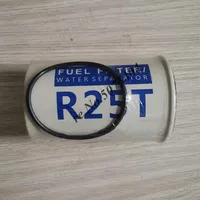 FUEL FILTER/
WATER SEPARATOR
R25T